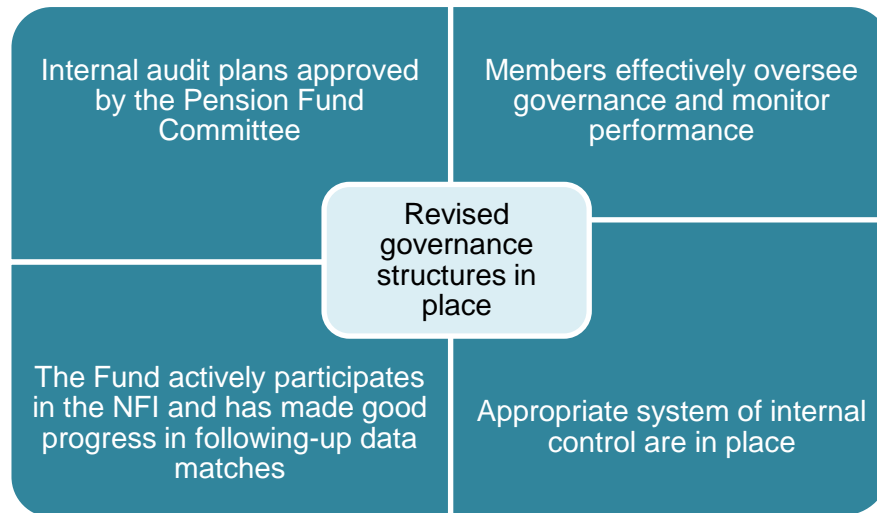 Internal audit plans approved
by the Pension Fund
Committee
Members effectively oversee
governance and monitor
performance
Revised
governance
structures in
place
The Fund actively participates
in the NFI and has made good
progress in following-up data
matches
Appropriate system of internal
control are in place